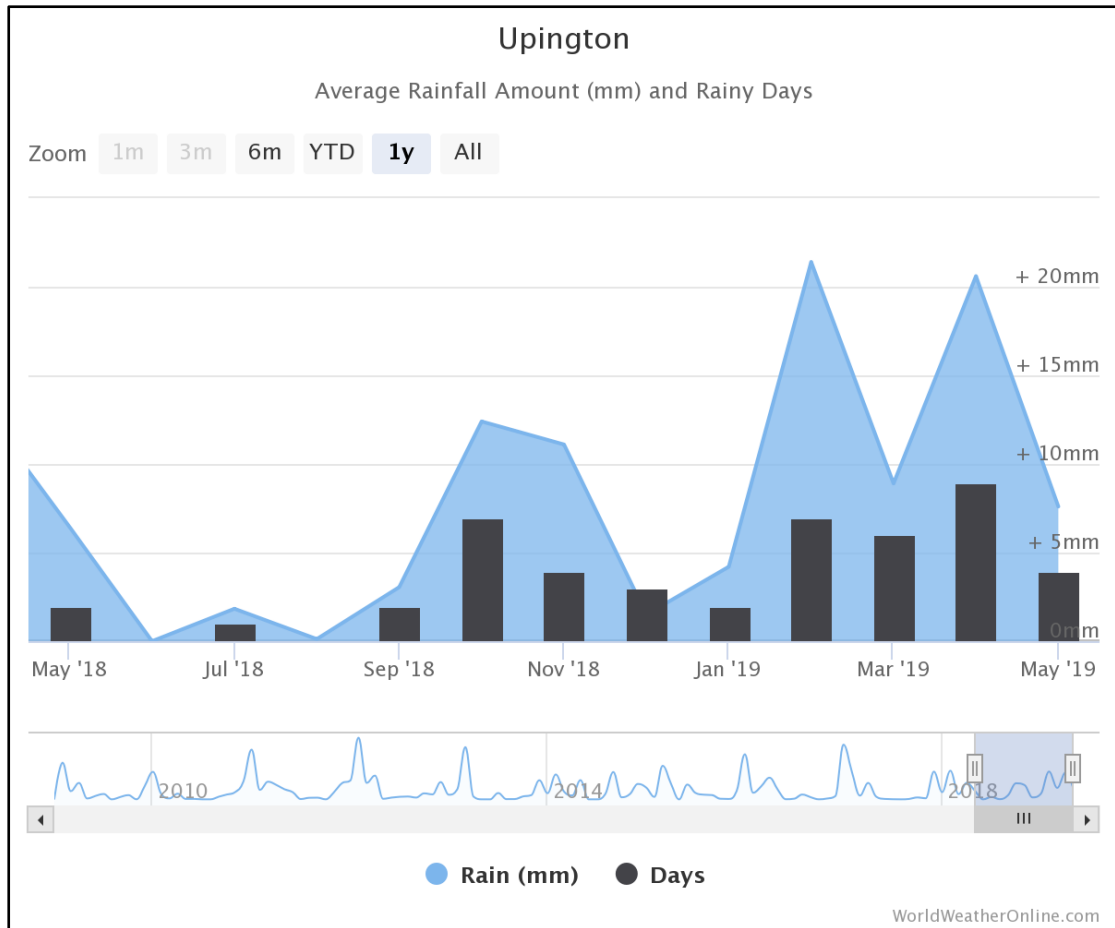 Upington
Average Rainfall Amount (mm) and Rainy Days
Zoom 1m 3m 6m YTD 1y All
+ 20mm
+ 15mm
+ 10mm
+ 5mm
0mm
May '18 Jul '18 Sep '18 Nov '18 Jan '19 Mar '19 May '19
2010 2014 2018
Rain (mm) Days
WorldWeatherOnline.com